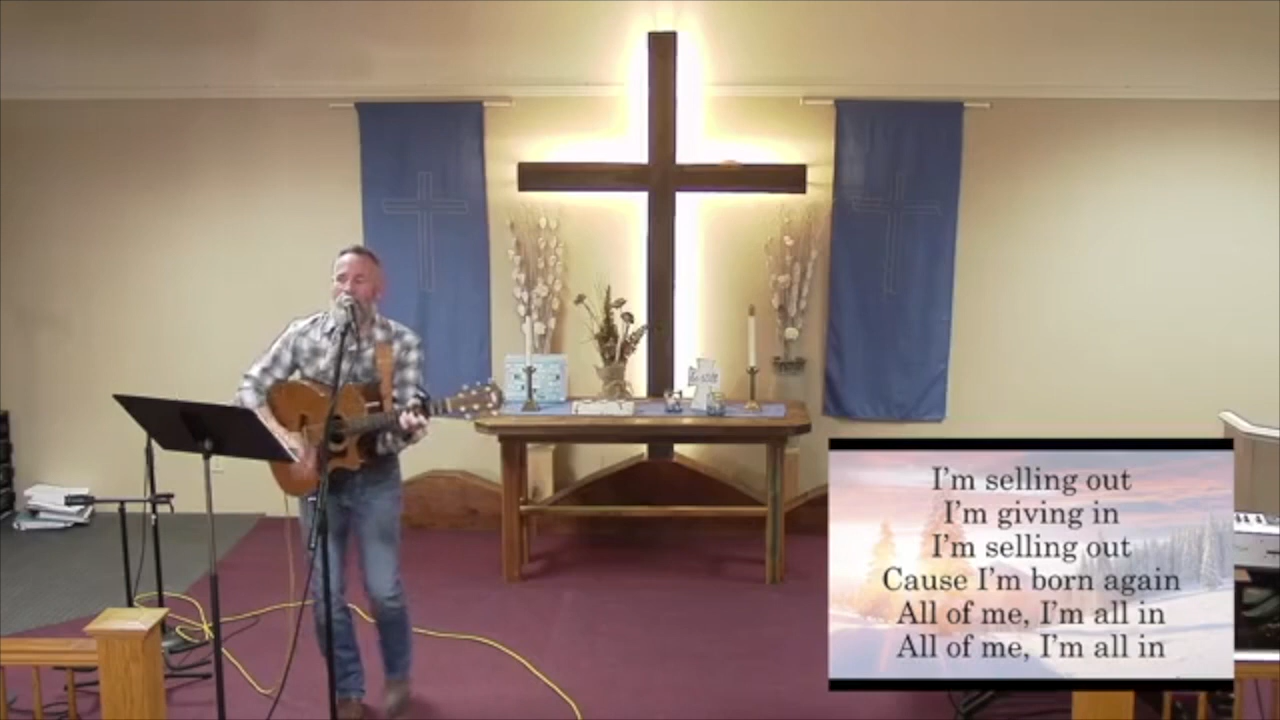 I'm selling out
I'm giving in
I'm selling out
Cause I'm born again
All of me, I'm all in
All of me, I'm all in